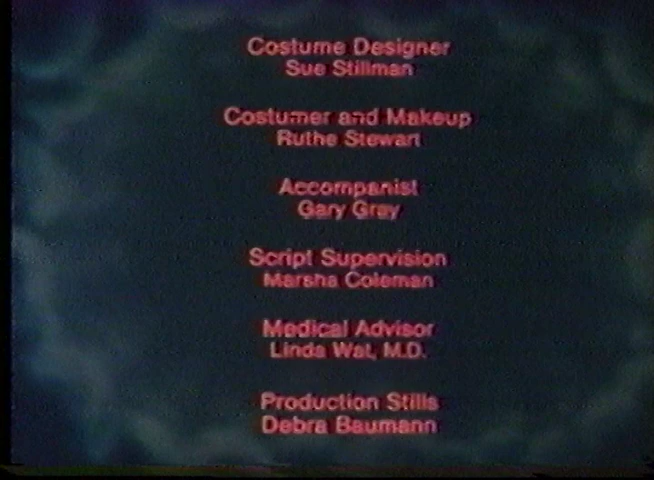 Costume Designer
Sue Stillman
Costumer and Makeup
Ruthe Stewart
Accompanist
Gary Gray
Script Supervision
Marsha Coleman
Medical Advisor
Linda Wat, M.D.
Production Stills
Debra Baumann